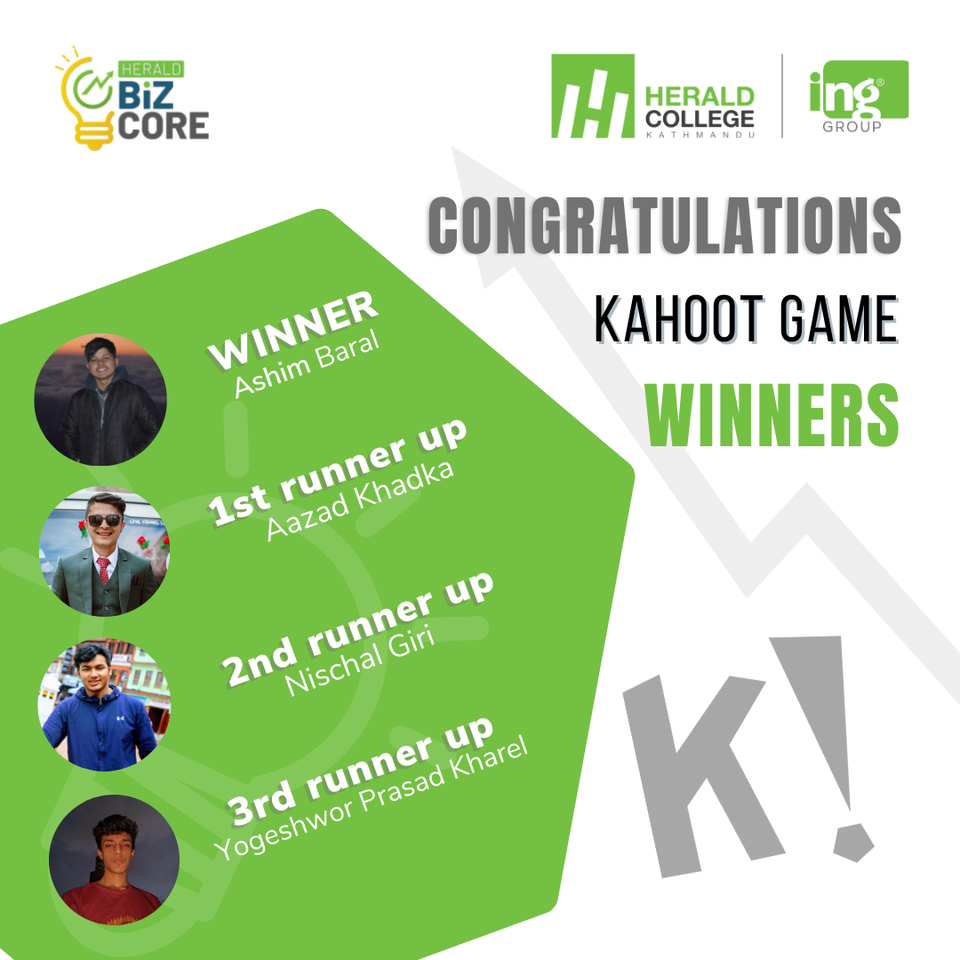 HERALD
BiZ
CORE
HERALD
COLLEGE
KATHMANDU
ing®
GROUP
CONGRATULATIONS
KAHOOT GAME
WINNERS
WINNER
Ashim Baral
1st runner up
Aazad Khadka
2nd runner up
Nischal Giri
3rd runner up
Yogeshwor Prasad Kharel
K!